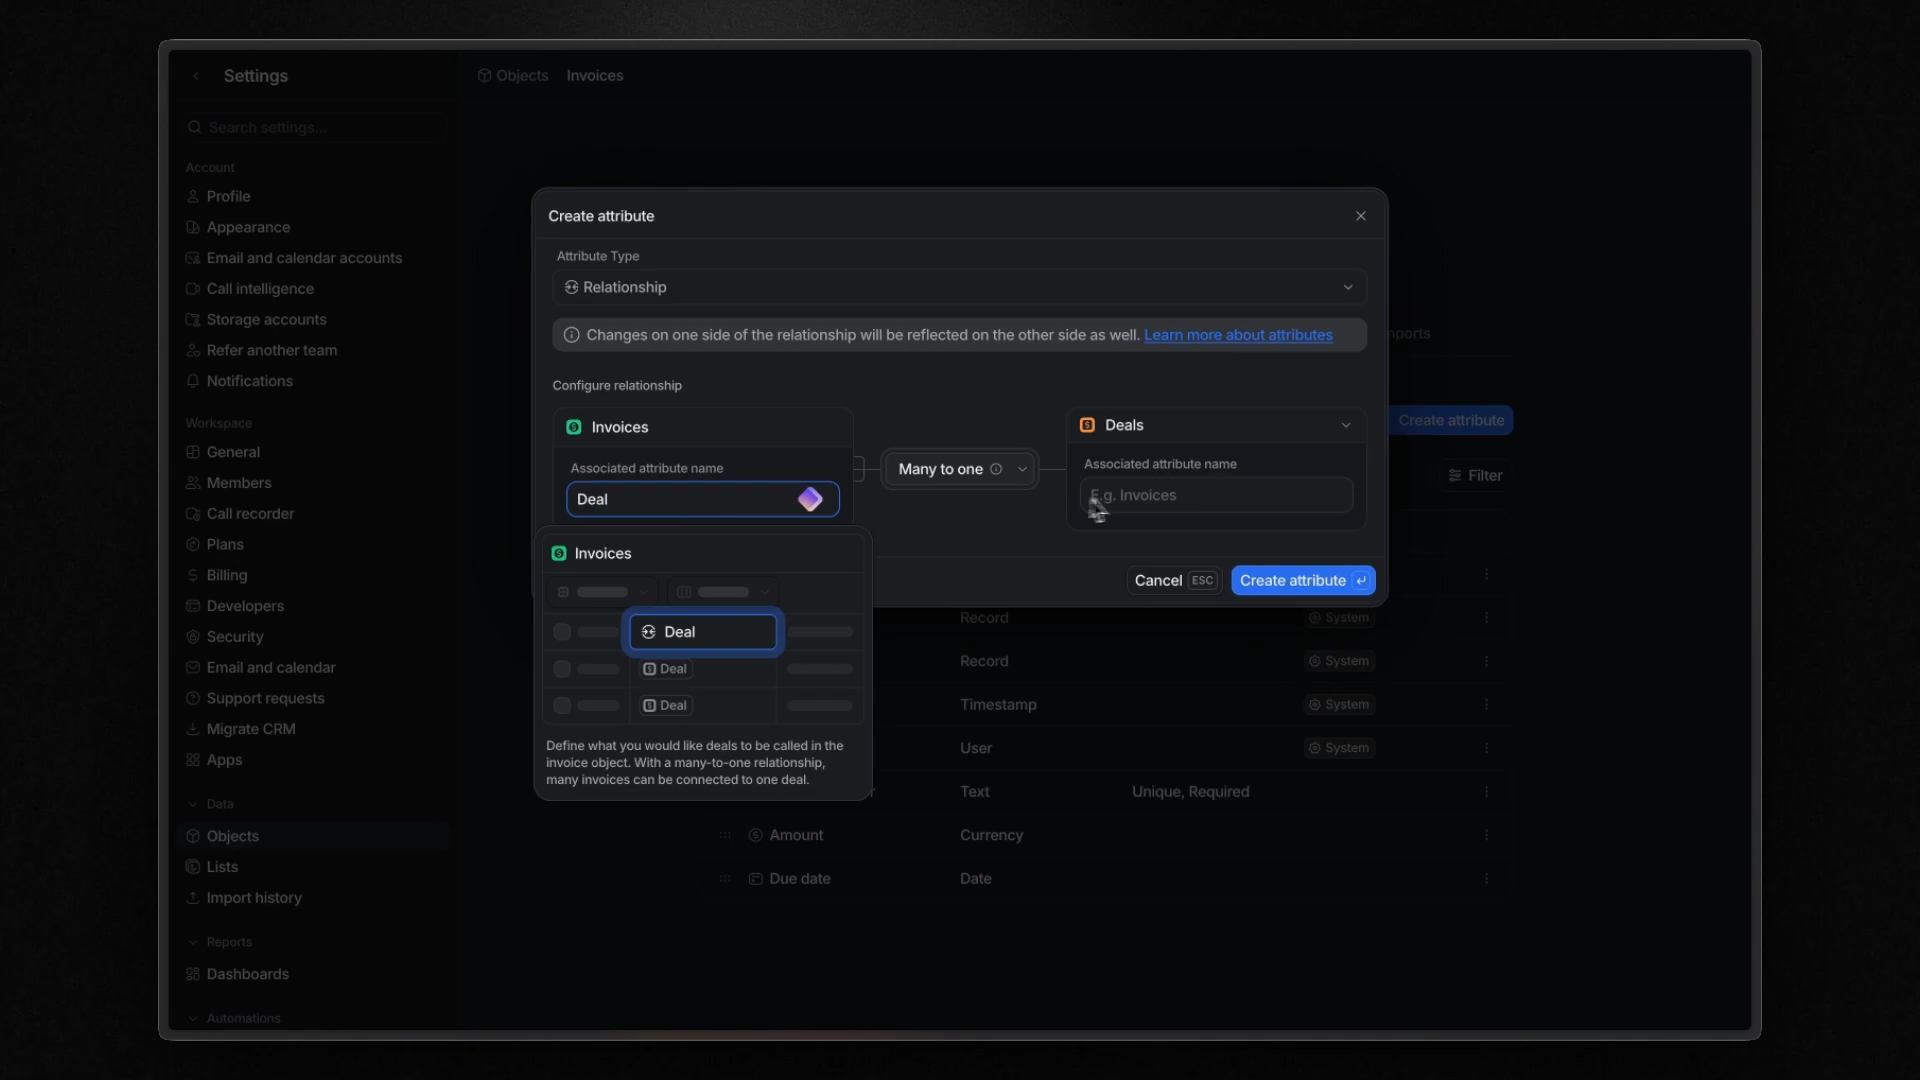 Settings
Objects Invoices
Search settings...
Account
Profile
Appearance
Email and calendar accounts
Call intelligence
Storage accounts
Refer another team
Notifications
Workspace
General
Members
Call recorder
Plans
Billing
Developers
Security
Email and calendar
Support requests
Migrate CRM
Apps
Data
Objects
Lists
Import history
Reports
Dashboards
Automations
Create attribute
Attribute Type
Relationship
Changes on one side of the relationship will be reflected on the other side as well. Learn more about attributes
Configure relationship
Invoices
Associated attribute name
Deal
Many to one
Deals
Associated attribute name
E.g. Invoices
Cancel ESC
Create attribute
Invoices
Deal
Deal
Deal
Define what you would like deals to be called in the
invoice object. With a many-to-one relationship,
many invoices can be connected to one deal.
Create attribute
Filter
Record System
Record System
Timestamp System
User System
Text Unique, Required
Amount Currency
Due date Date